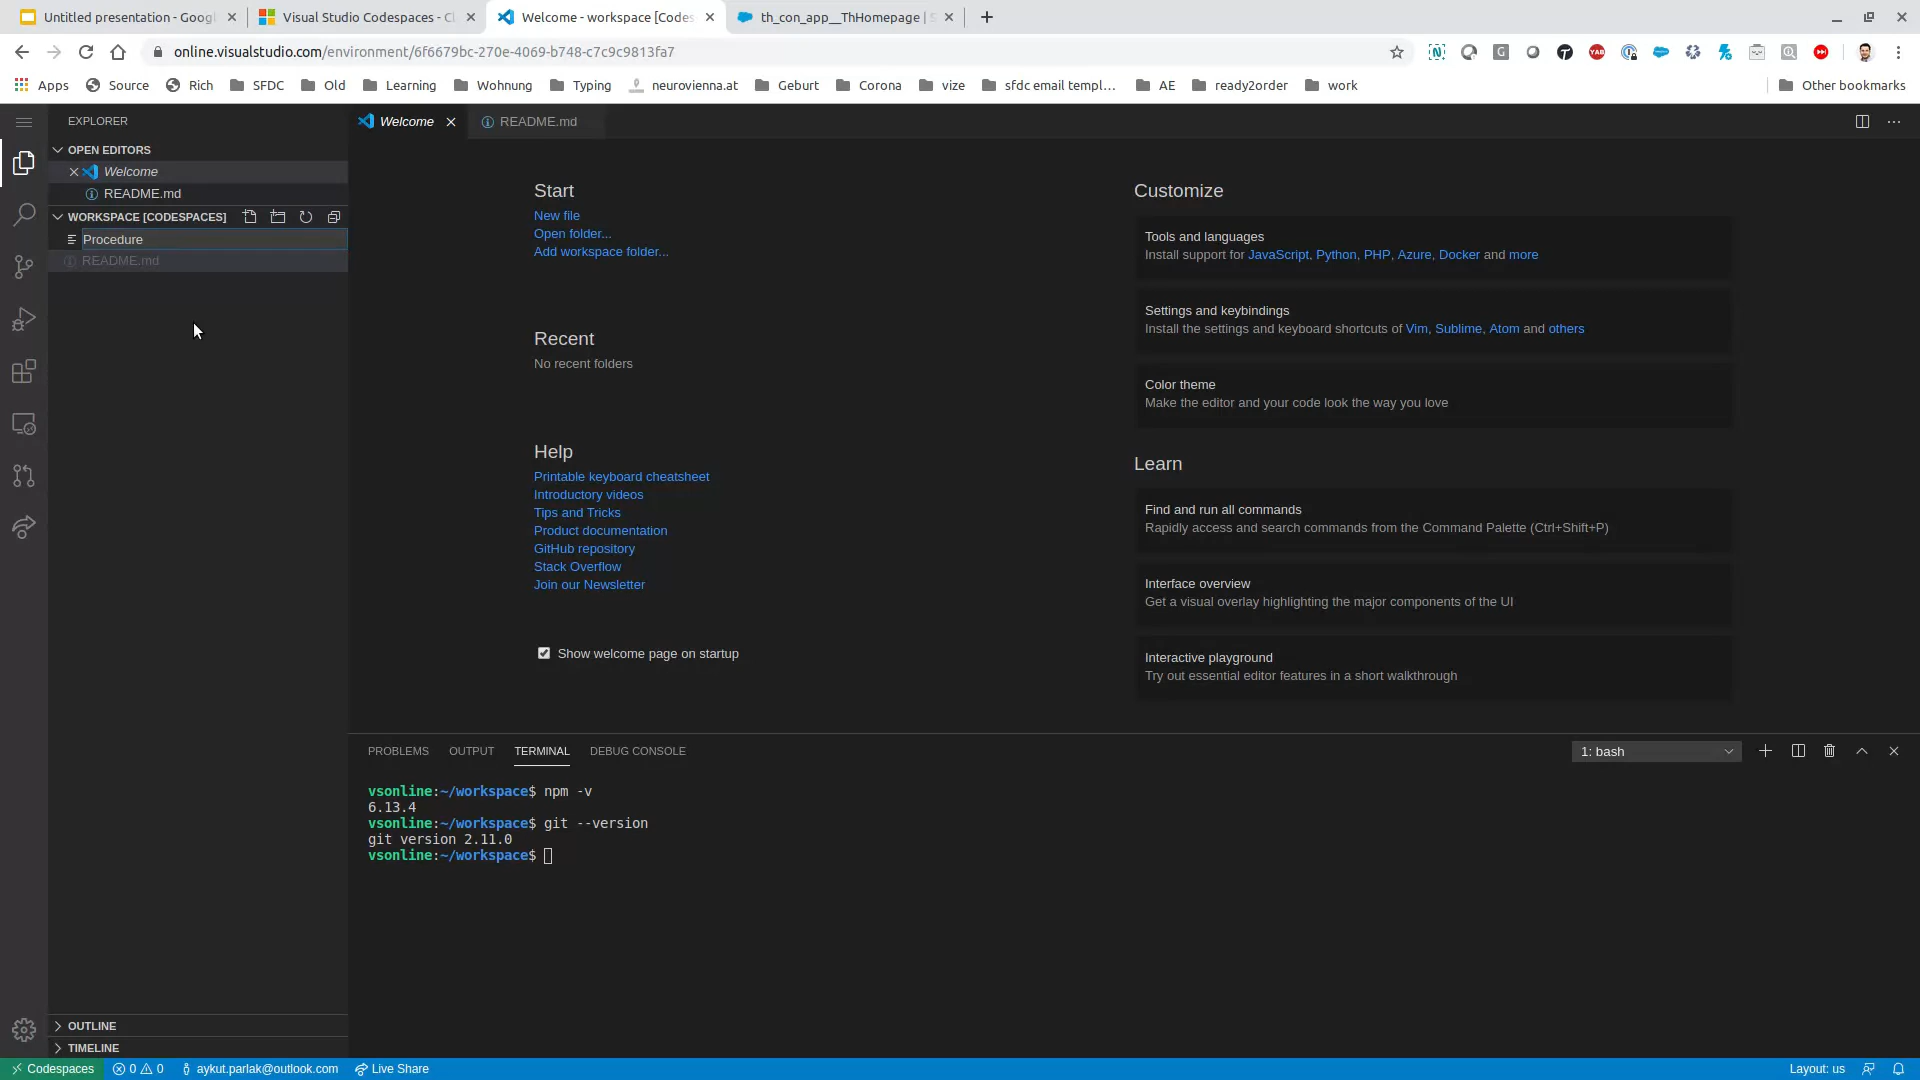 Untitled presentation - Goog
Visual Studio Codespaces - Cl
Welcome - workspace [Codes
th_con_app__ThHomepage | S
online.visualstudio.com/environment/6f6679bc-270e-4069-b748-c7c9c9813fa7
Apps
Source
Rich
SFDC
Old
Learning
Wohnung
Typing
neurovienna.at
Geburt
Corona
vize
sfdc email templ...
AE
ready2order
work
Other bookmarks
EXPLORER
OPEN EDITORS
Welcome
README.md
WORKSPACE [CODESPACES]
Procedure
README.md
OUTLINE
TIMELINE
Welcome
README.md
Start
New file
Open folder...
Add workspace folder...
Recent
No recent folders
Help
Printable keyboard cheatsheet
Introductory videos
Tips and Tricks
Product documentation
GitHub repository
Stack Overflow
Join our Newsletter
Show welcome page on startup
Customize
Tools and languages
Install support for JavaScript, Python, PHP, Azure, Docker and more
Settings and keybindings
Install the settings and keyboard shortcuts of Vim, Sublime, Atom and others
Color theme
Make the editor and your code look the way you love
Learn
Find and run all commands
Rapidly access and search commands from the Command Palette (Ctrl+Shift+P)
Interface overview
Get a visual overlay highlighting the major components of the UI
Interactive playground
Try out essential editor features in a short walkthrough
PROBLEMS
OUTPUT
TERMINAL
DEBUG CONSOLE
1: bash
vsonline:~/workspace$ npm -v
6.13.4
vsonline:~/workspace$ git --version
git version 2.11.0
vsonline:~/workspace$
Codespaces
0
0
aykut.parlak@outlook.com
Live Share
Layout: us